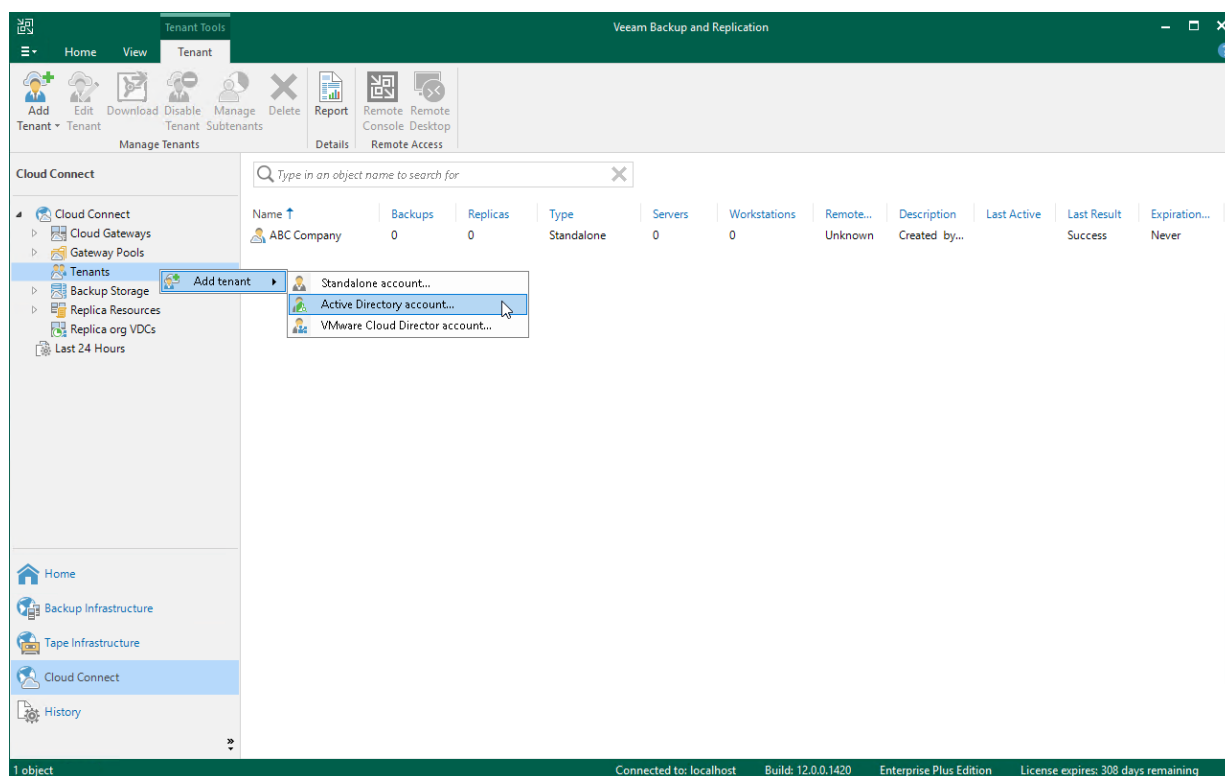 Tenant Tools
Veeam Backup and Replication
Home View Tenant
Add Tenant
Edit Tenant
Download
Disable Tenant
Manage Subtenants
Delete
Report
Remote Console
Remote Desktop
Manage Tenants
Details
Remote Access
Cloud Connect
Type in an object name to search for
Cloud Connect
Cloud Gateways
Gateway Pools
Tenants
Backup Storage
Replica Resources
Replica org VDCs
Last 24 Hours
Name Backups Replicas Type Servers Workstations Remote... Description Last Active Last Result Expiration...
ABC Company 0 0 Standalone 0 0 Unknown Created by... Success Never
Add tenant
Standalone account...
Active Directory account...
VMware Cloud Director account...
Home
Backup Infrastructure
Tape Infrastructure
Cloud Connect
History
1 object
Connected to: localhost Build: 12.0.0.1420 Enterprise Plus Edition License expires: 308 days remaining